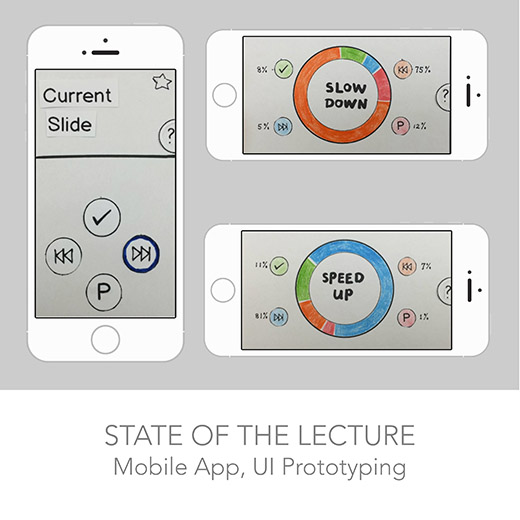 Current
Slide
?
P
8%
75%
SLOW
DOWN
?
5%
P
12%
11%
7%
SPEED
UP
?
81%
P
1%
STATE OF THE LECTURE
Mobile App, UI Prototyping